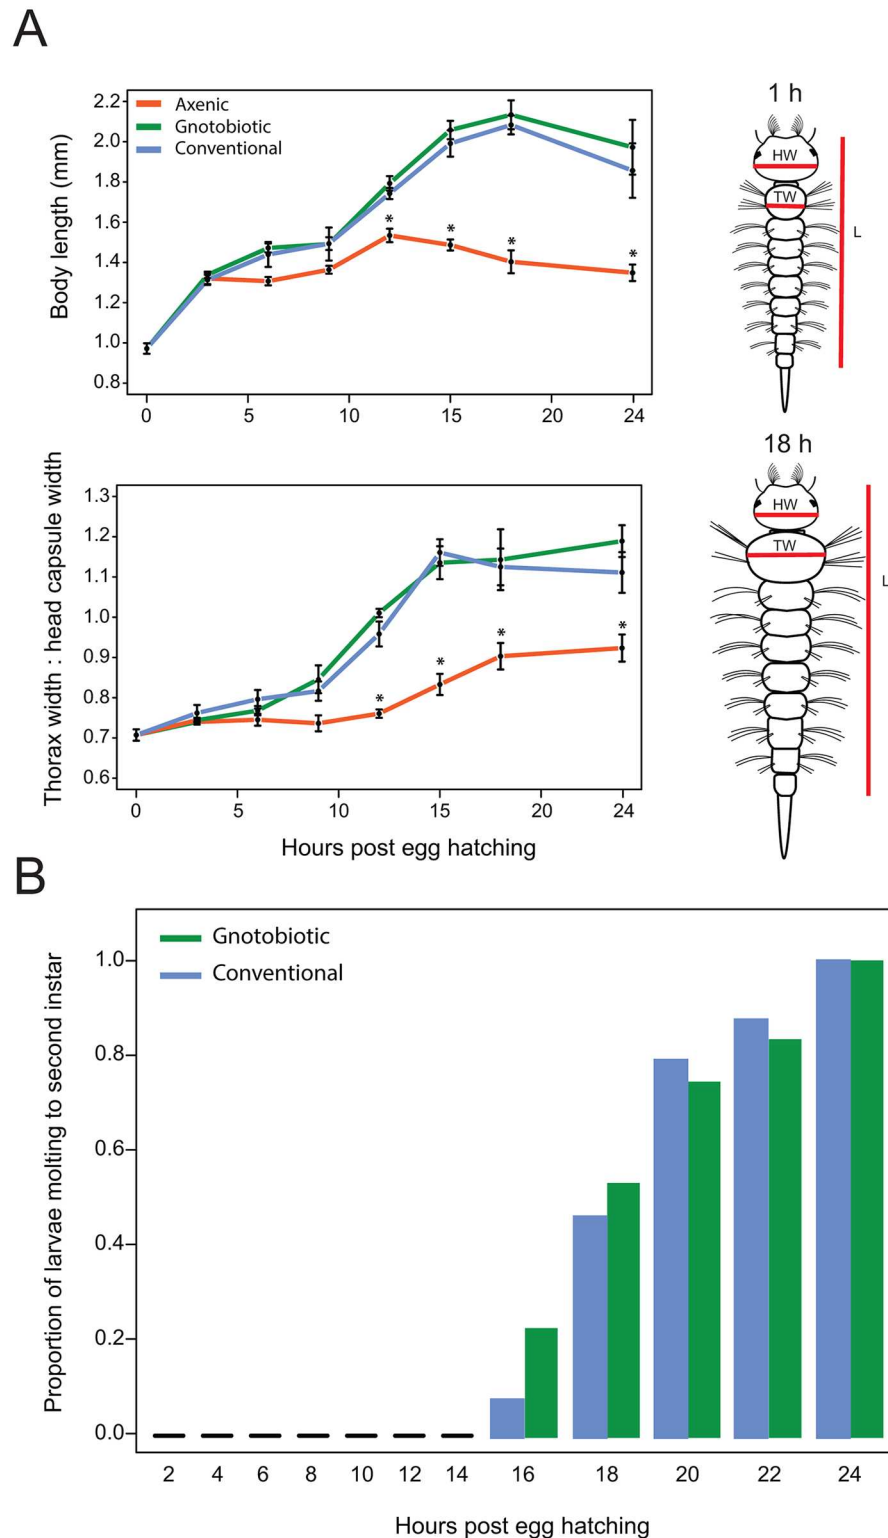 A
Body length (mm)
2.2
2.0
1.8
1.6
1.4
1.2
1.0
0.8
Axenic
Gnotobiotic
Conventional
*
*
*
*
0 5 10 15 20 24
1 h
HW
TW
L
Thorax width : head capsule width
1.3
1.2
1.1
1.0
0.9
0.8
0.7
0.6
*
*
*
*
0 5 10 15 20 24
Hours post egg hatching
18 h
HW
TW
L
B
Proportion of larvae molting to second instar
Gnotobiotic
Conventional
1.0
0.8
0.6
0.4
0.2
0.0
2 4 6 8 10 12 14 16 18 20 22 24
Hours post egg hatching